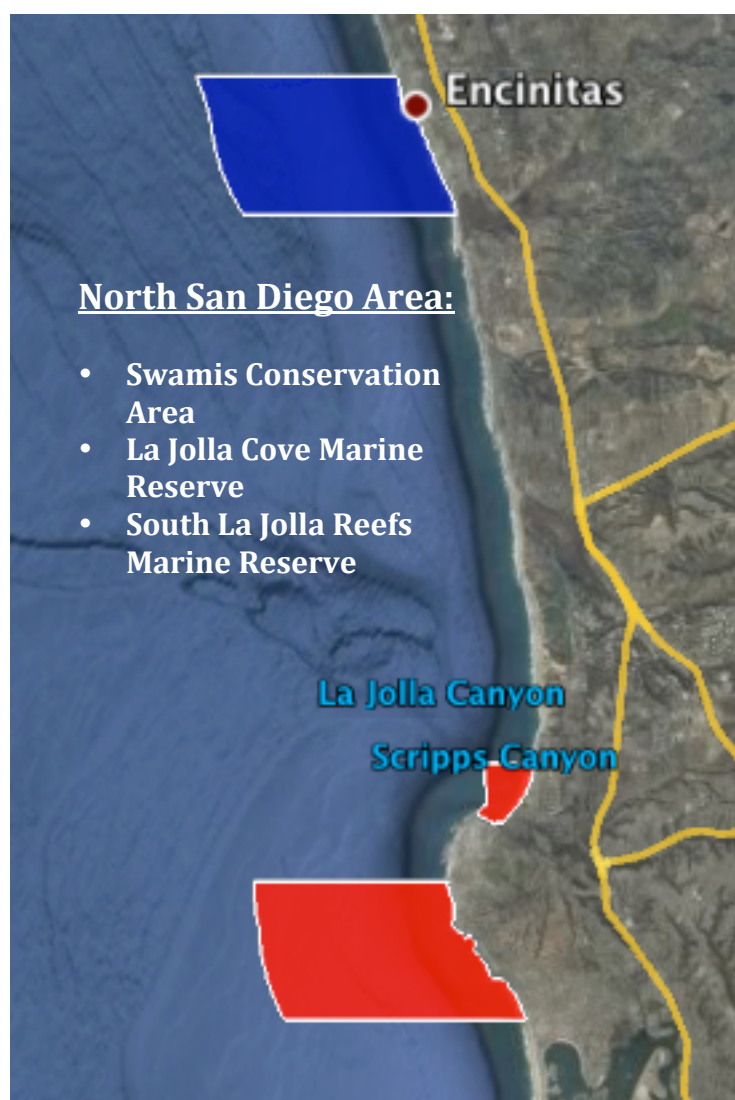 Encinitas
North San Diego Area:
• Swamis Conservation
Area
• La Jolla Cove Marine
Reserve
• South La Jolla Reefs
Marine Reserve
La Jolla Canyon
Scripps Canyon